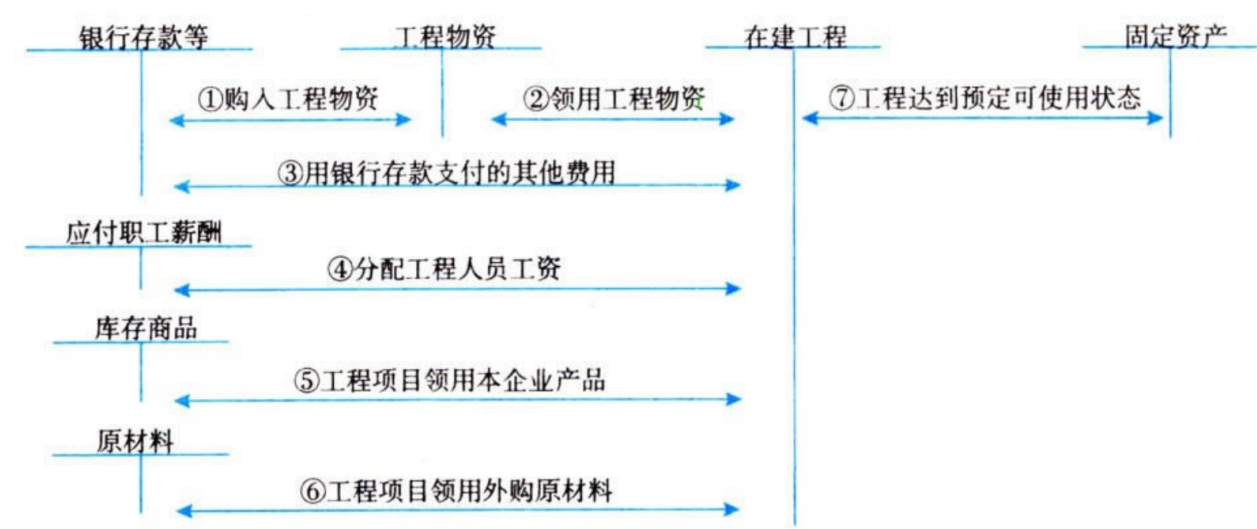 银行存款等 工程物资 在建工程 固定资产
①购入工程物资 ②领用工程物资 ⑦工程达到预定可使用状态
③用银行存款支付的其他费用
应付职工薪酬
④分配工程人员工资
库存商品
⑤工程项目领用本企业产品
原材料
⑥工程项目领用外购原材料